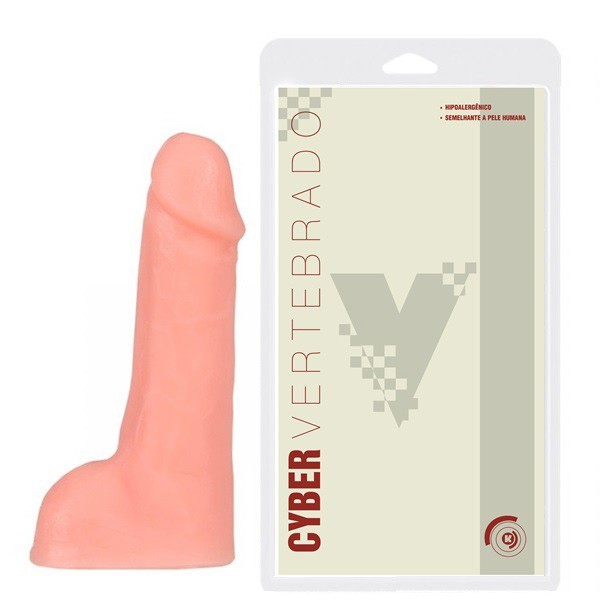 • HIPOALERGÊNICO
• SEMELHANTE A PELE HUMANA
CYBER VERTEBRADO
V
K